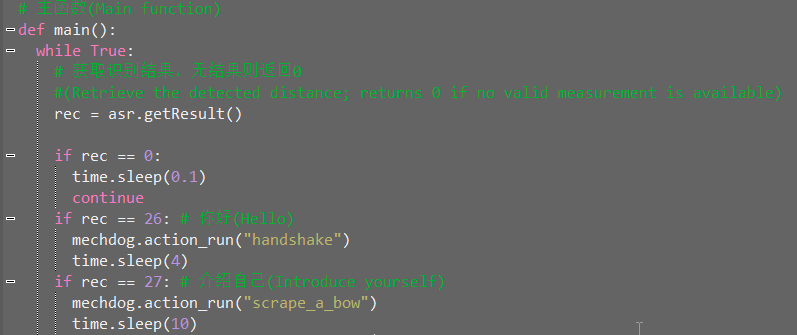 # 主函数(Main function)
def main():
while True:
# 获取识别结果，无结果则返回0
#(Retrieve the detected distance; returns 0 if no valid measurement is available)
rec = asr.getResult()
if rec == 0:
time.sleep(0.1)
continue
if rec == 26: # 你好(Hello)
mechdog.action_run("handshake")
time.sleep(4)
if rec == 27: # 介绍自己(Introduce yourself)
mechdog.action_run("scrape_a_bow")
time.sleep(10)